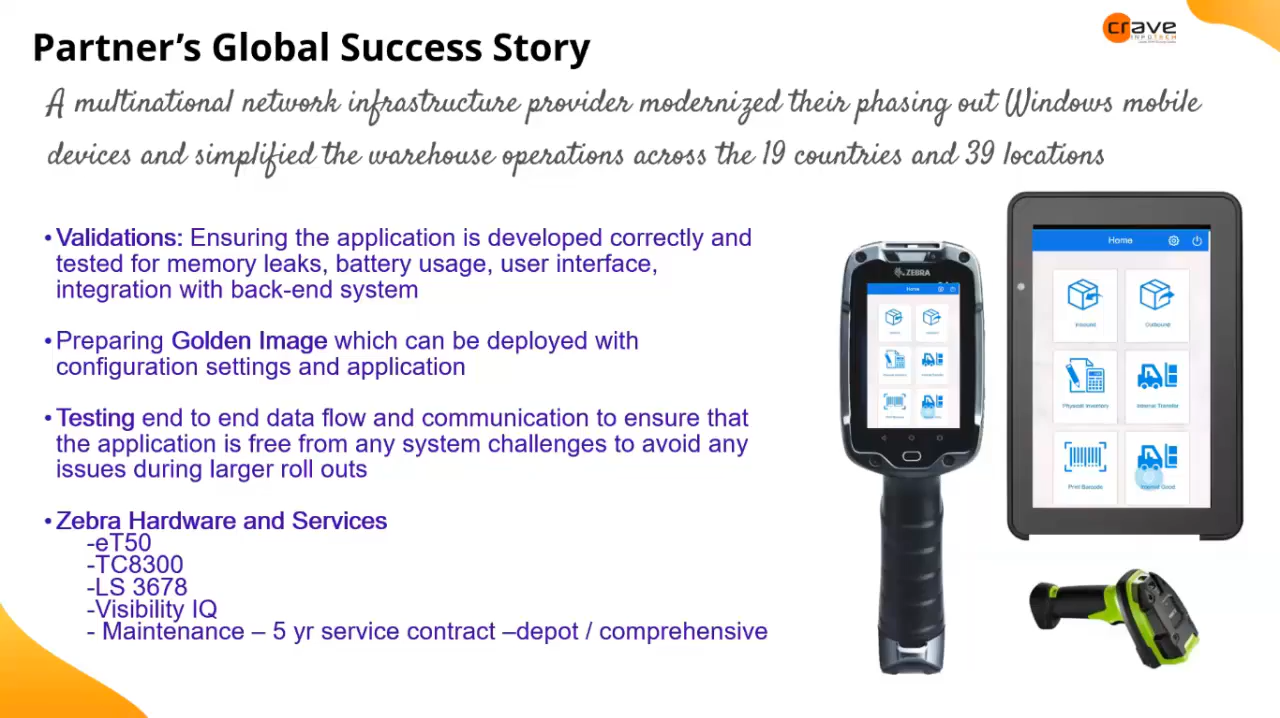 Partner's Global Success Story
crave
INFOTECH
A multinational network infrastructure provider modernized their phasing out Windows mobile
devices and simplified the warehouse operations across the 19 countries and 39 locations
• Validations: Ensuring the application is developed correctly and
tested for memory leaks, battery usage, user interface,
integration with back-end system
• Preparing Golden Image which can be deployed with
configuration settings and application
• Testing end to end data flow and communication to ensure that
the application is free from any system challenges to avoid any
issues during larger roll outs
• Zebra Hardware and Services
-eT50
-TC8300
-LS 3678
-Visibility IQ
- Maintenance – 5 yr service contract –depot / comprehensive
ZEBRA
Home
Home
Inbound
Outbound
Physical Inventory
Internal Transfer
Print Barcode
Internal Good